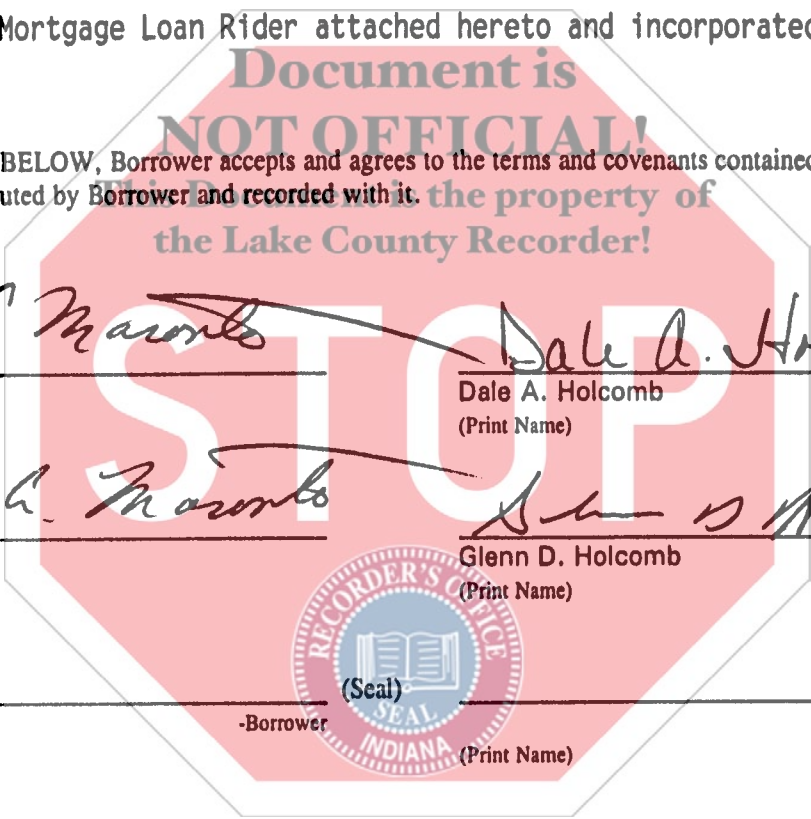 Mortgage Loan Rider attached hereto and incorporated
Document is
NOT OFFICIAL!
BELOW, Borrower accepts and agrees to the terms and covenants contained
uted by Borrower and recorded with it.
This Document is the property of
the Lake County Recorder!
STOP
Dale A.
Dale A. Holcomb
(Print Name)
A.
Glenn D. Holcomb
(Print Name)
RECORDER'S OFFICE
(Seal)
SEAL
-Borrower
INDIANA
(Print Name)